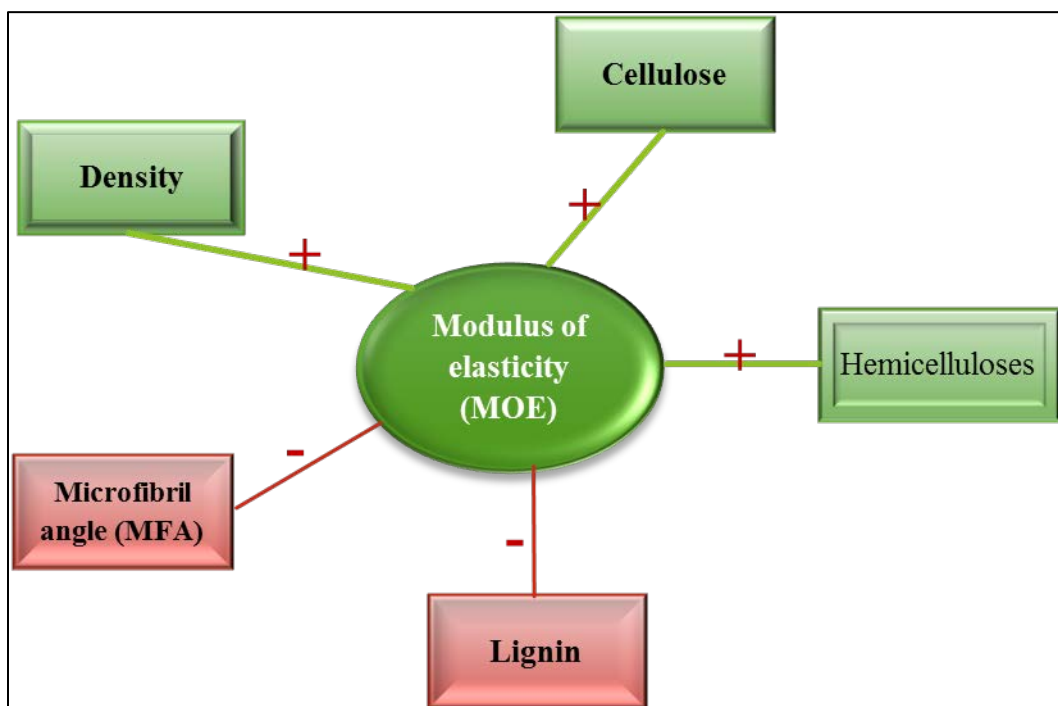 Cellulose
Density
+
+
Modulus of
elasticity
(MOE)
+
Hemicelluloses
-
Microfibril
angle (MFA)
-
Lignin